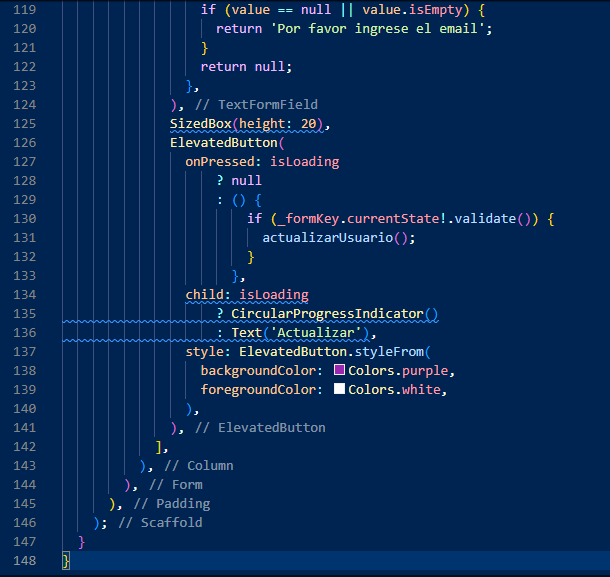 119 if (value == null || value.isEmpty) {
120 return 'Por favor ingrese el email';
121 }
122 return null;
123 },
124 ), // TextFormField
125 SizedBox(height: 20),
126 ElevatedButton(
127 onPressed: isLoading
128 ? null
129 : () {
130 if (_formKey.currentState!.validate()) {
131 actualizarUsuario();
132 }
133 },
134 child: isLoading
135 ? CircularProgressIndicator()
136 : Text('Actualizar'),
137 style: ElevatedButton.styleFrom(
138 backgroundColor: Colors.purple,
139 foregroundColor: Colors.white,
140 ),
141 ), // ElevatedButton
142 ],
143 ), // Column
144 ), // Form
145 ), // Padding
146 ); // Scaffold
147 }
148 }